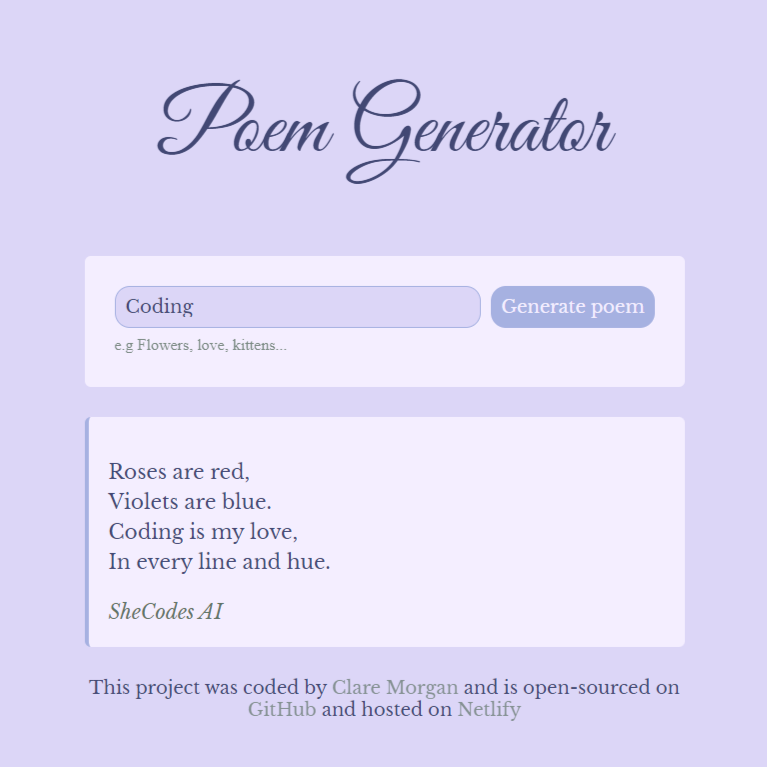 Poem Generator
Coding
Generate poem
e.g Flowers, love, kittens...
Roses are red,
Violets are blue.
Coding is my love,
In every line and hue.
SheCodes AI
This project was coded by Clare Morgan and is open-sourced on
GitHub and hosted on Netlify